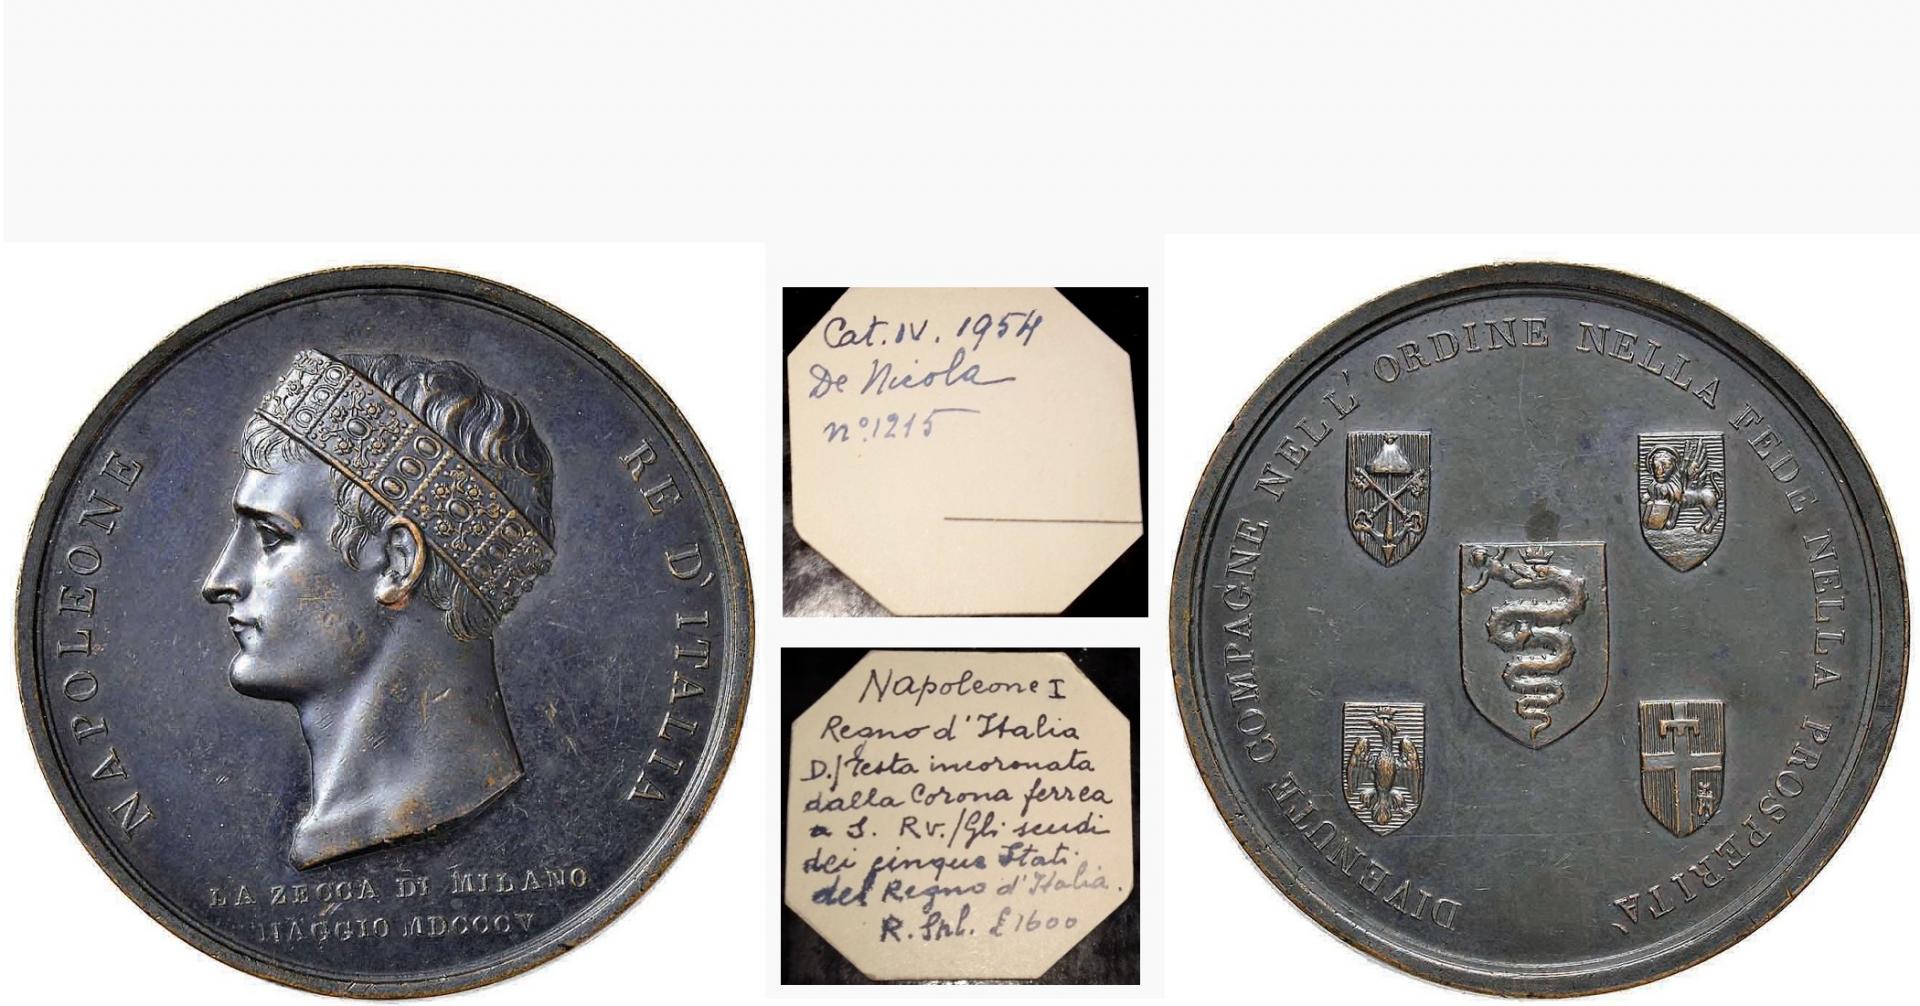 NAPOLEONE RE D'ITALIA
LA ZECCA DI MILANO
MAGGIO MDCCCV
Cat. IV. 1954
De Nicola
n° 1215
Napoleone I
Regno d'Italia
D./Testa incoronata
dalla Corona ferrea
a S. Rv./Gli scudi
dei cinque Stati
del Regno d'Italia.
R. Spl. £1600
DIVENUTE COMPAGNE NELL' ORDINE NELLA FEDE NELLA PROSPERITÀ